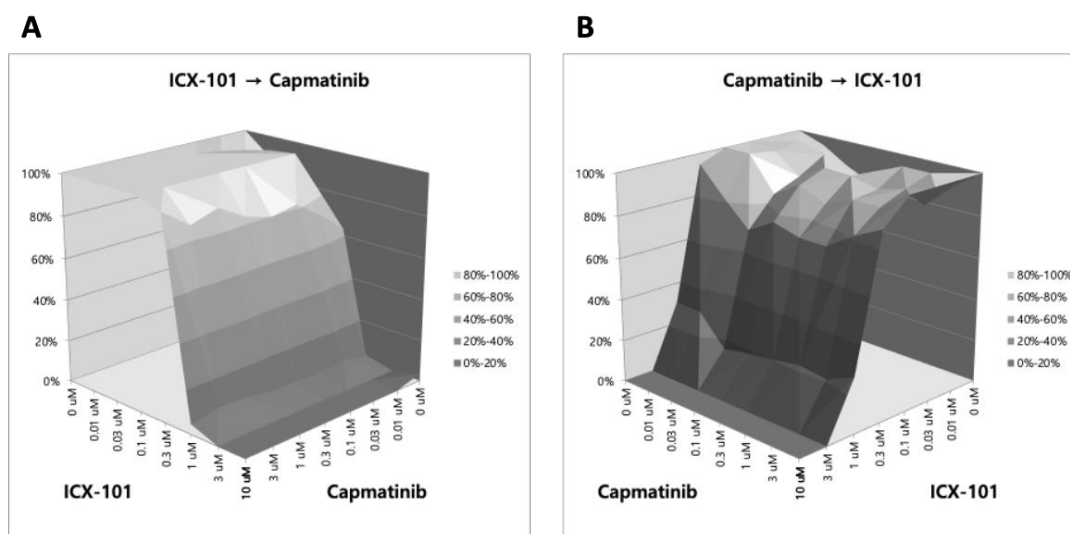 A
ICX-101 → Capmatinib
100%
80%
60%
40%
20%
0%
0 uM
0.01 uM
0.03 uM
0.1 uM
0.3 uM
1 uM
3 uM
10 uM
3 uM
1 uM
0.3 uM
0.1 uM
0.03 uM
0.01 uM
0 uM
ICX-101
Capmatinib
80%-100%
60%-80%
40%-60%
20%-40%
0%-20%
B
Capmatinib → ICX-101
100%
80%
60%
40%
20%
0%
0 uM
0.01 uM
0.03 uM
0.1 uM
0.3 uM
1 uM
3 uM
10 uM
3 uM
1 uM
0.3 uM
0.1 uM
0.03 uM
0.01 uM
0 uM
Capmatinib
ICX-101
80%-100%
60%-80%
40%-60%
20%-40%
0%-20%